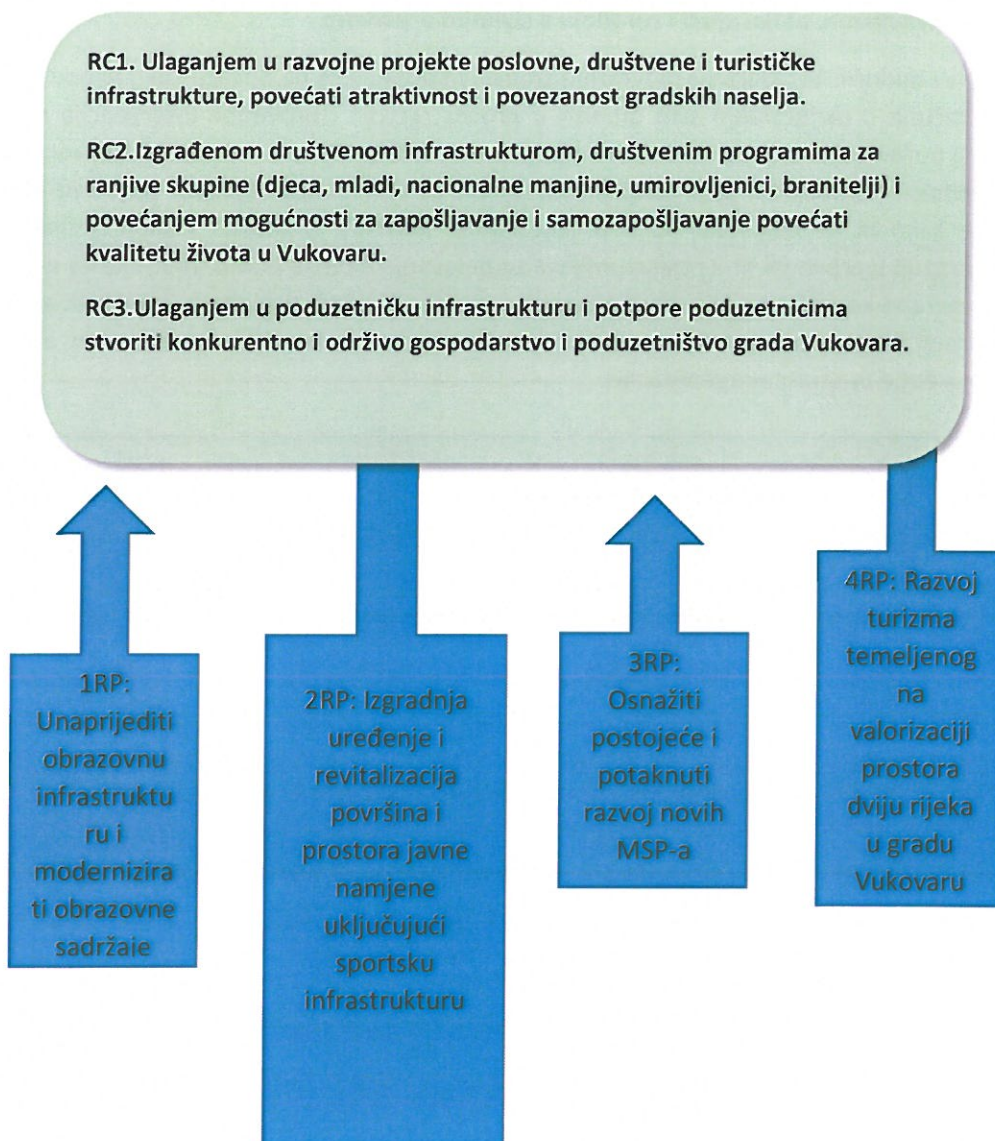 RC1. Ulaganjem u razvojne projekte poslovne, društvene i turističke
infrastrukture, povećati atraktivnost i povezanost gradskih naselja.
RC2.Izgrađenom društvenom infrastrukturom, društvenim programima za
ranjive skupine (djeca, mladi, nacionalne manjine, umirovljenici, branitelji) i
povećanjem mogućnosti za zapošljavanje i samozapošljavanje povećati
kvalitetu života u Vukovaru.
RC3.Ulaganjem u poduzetničku infrastrukturu i potpore poduzetnicima
stvoriti konkurentno i održivo gospodarstvo i poduzetništvo grada Vukovara.
1RP:
Unaprijediti
obrazovnu
infrastruktu
ru i
modernizira
ti obrazovne
sadržaje
2RP: Izgradnja
uređenje i
revitalizacija
površina i
prostora javne
namjene
uključujući
sportsku
infrastrukturu
3RP:
Osnažiti
postojeće i
potaknuti
razvoj novih
MSP-a
4RP: Razvoj
turizma
temeljenog
na
valorizaciji
prostora
dviju rijeka
u gradu
Vukovaru